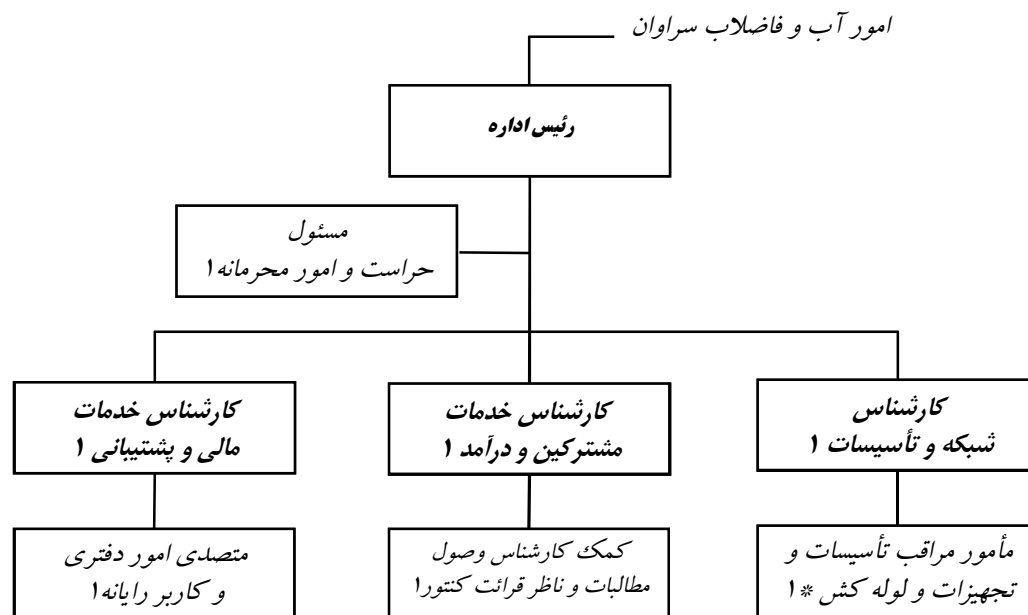 امور آب و فاضلاب سراوان
رئیس اداره
مسئول
حراست و امور محرمانه۱
کارشناس
شبکه و تأسیسات ۱
کارشناس خدمات
مشترکین و درآمد ۱
کارشناس خدمات
مالی و پشتیبانی ۱
مأمور مراقب تأسیسات و
تجهیزات و لوله کش *۱
کمک کارشناس وصول
مطالبات و ناظر قرائت کنتور۱
متصدی امور دفتری
و کاربر رایانه۱